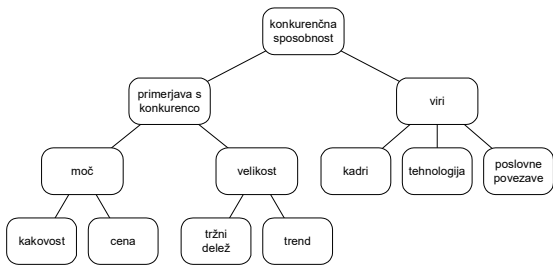 konkurenčna
sposobnost
primerjava s
konkurenco
viri
moč
velikost
kadri
tehnologija
poslovne
povezave
kakovost
cena
tržni
delež
trend